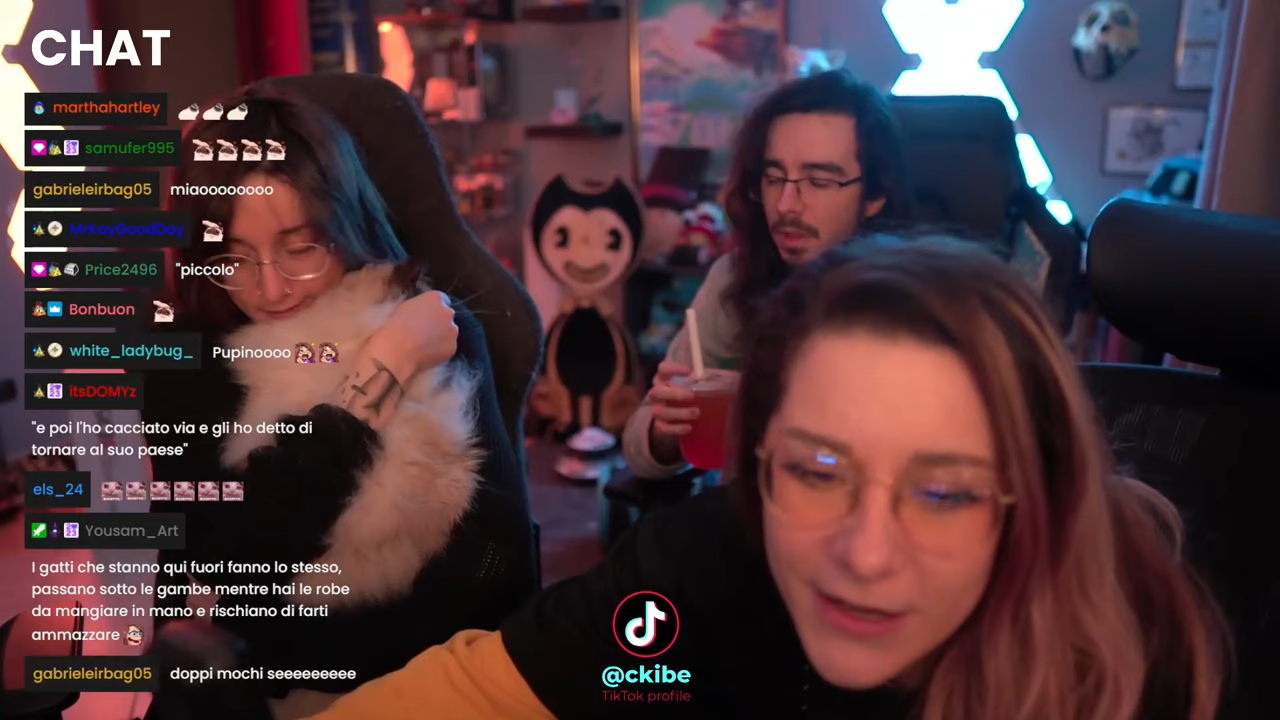 CHAT
marthahartley
samufer995
gabrieleirbag05 miaoooooooo
MrKayGoodDay
Price2496 "piccolo"
Bonbuon
white_ladybug_ Pupinoooo
itsDOMYz
"e poi l'ho cacciato via e gli ho detto di
tornare al suo paese"
els_24
Yousam_Art
I gatti che stanno qui fuori fanno lo stesso,
passano sotto le gambe mentre hai le robe
da mangiare in mano e rischiano di farti
ammazzare
gabrieleirbag05 doppi mochi seeeeeeeee
@ckibe
TikTok profile